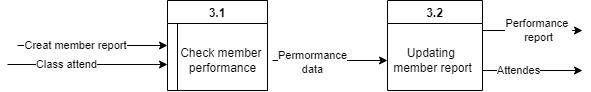 3.1
3.2
Creat member report
Class attend
Check member
performance
_Permormance
data
Updating
member report
Performance
report
Attendes